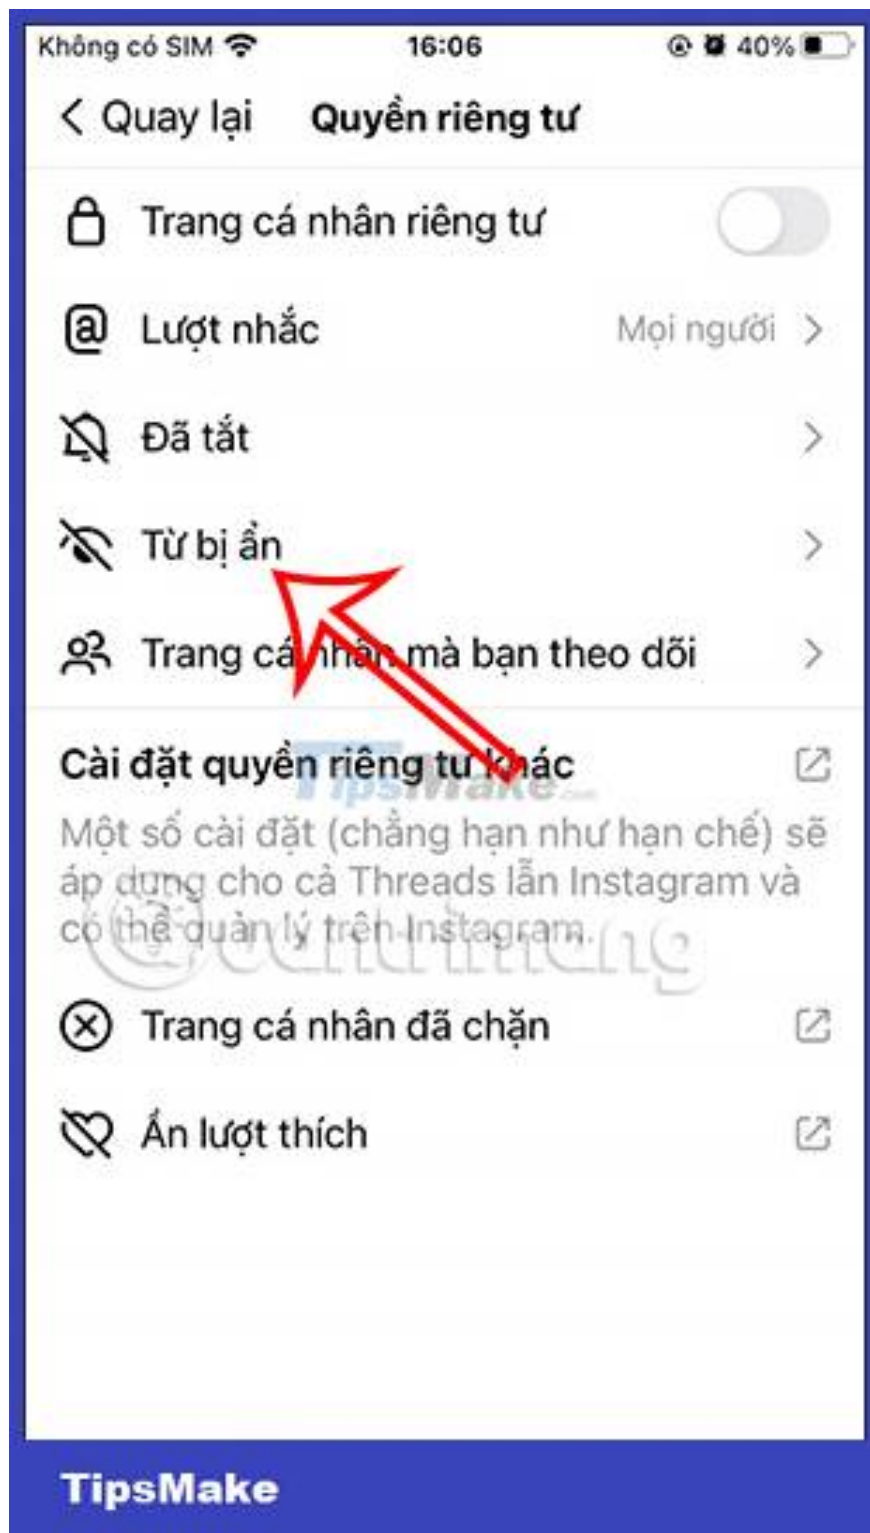 Không có SIM 16:06 40%
Quay lại Quyền riêng tư
Trang cá nhân riêng tư
Lượt nhắc Mọi người
Đã tắt
Từ bị ẩn
Trang cá nhân mà bạn theo dõi
Cài đặt quyền riêng tư khác
TipsMake.com
Một số cài đặt (chẳng hạn như hạn chế) sẽ
áp dụng cho cả Threads lẫn Instagram và
có thể quản lý trên Instagram.
quantrimang
Trang cá nhân đã chặn
Ẩn lượt thích
TipsMake